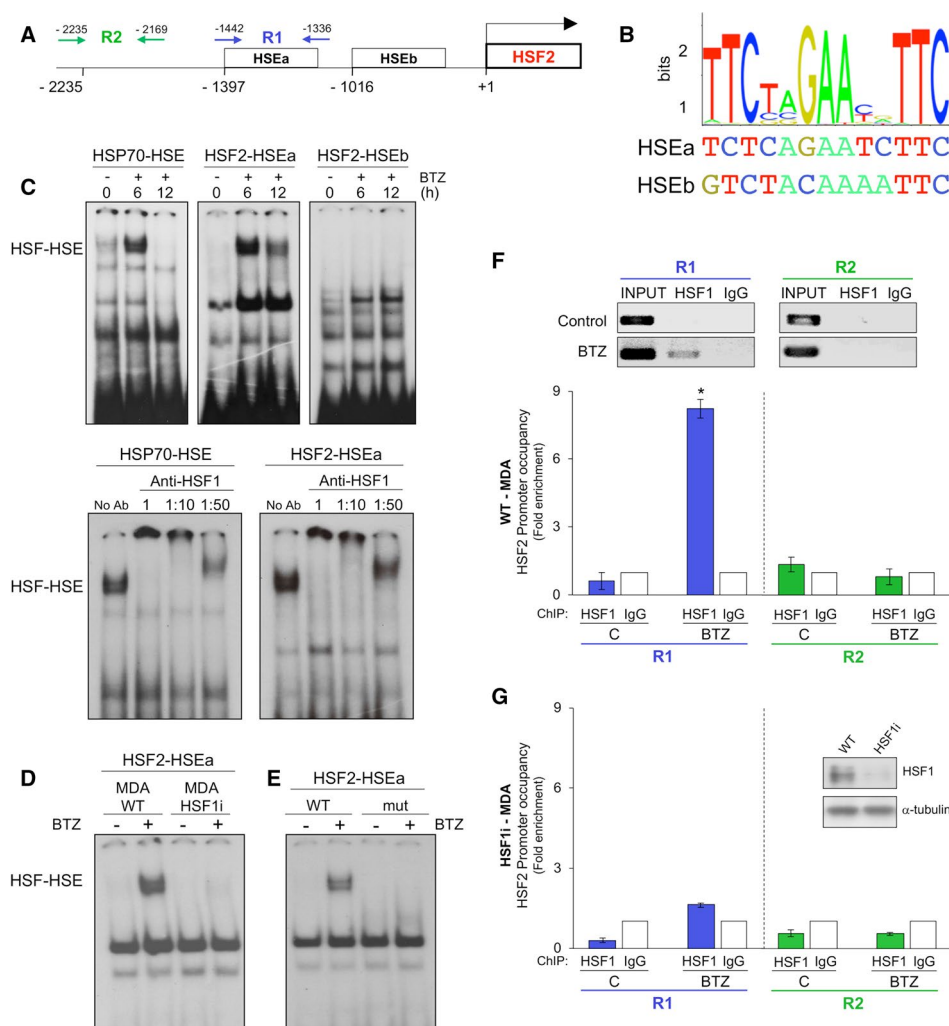 A
- 2235 R2 - 2169 -1442 R1 -1336
HSEa HSEb HSF2
- 2235 - 1397 - 1016 +1
B
bits
2
1
HSEa TCTCAGAATCTTC
HSEb GTCTACAAAATTC
C
HSP70-HSE HSF2-HSEa HSF2-HSEb
- + + - + + - + + BTZ
0 6 12 0 6 12 0 6 12 (h)
HSF-HSE
HSP70-HSE HSF2-HSEa
Anti-HSF1 Anti-HSF1
No Ab 1 1:10 1:50 No Ab 1 1:10 1:50
HSF-HSE
D
HSF2-HSEa
MDA MDA
WT HSF1i
BTZ - + - +
HSF-HSE
E
HSF2-HSEa
WT mut
- + - + BTZ
F
R1 R2
INPUT HSF1 IgG INPUT HSF1 IgG
Control
BTZ
WT - MDA
HSF2 Promoter occupancy
(Fold enrichment)
9
6
3
0
*
ChIP: HSF1 IgG HSF1 IgG HSF1 IgG HSF1 IgG
C BTZ C BTZ
R1 R2
G
HSF1i - MDA
HSF2 Promoter occupancy
(Fold enrichment)
9
6
3
0
WT HSF1i
HSF1
α-tubulin
ChIP: HSF1 IgG HSF1 IgG HSF1 IgG HSF1 IgG
C BTZ C BTZ
R1 R2